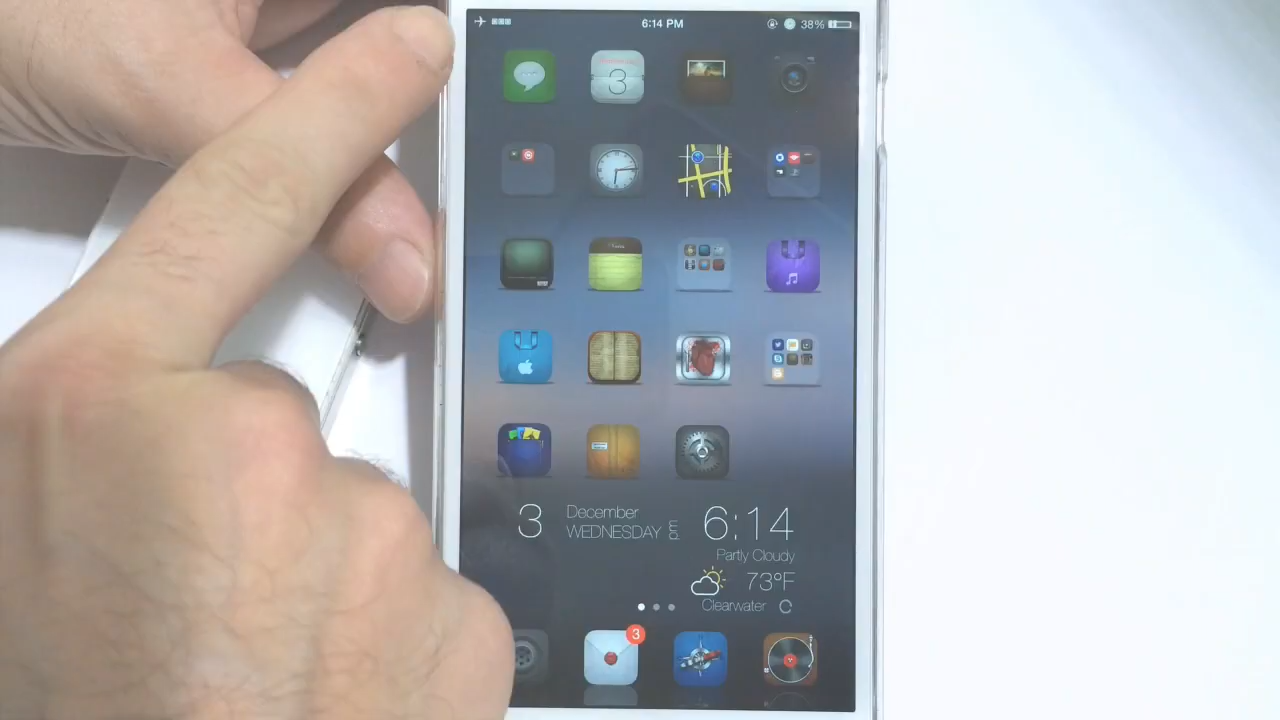 6:14 PM
38%
3
3
December
WEDNESDAY
pm
6:14
Partly Cloudy
73°F
Clearwater
3